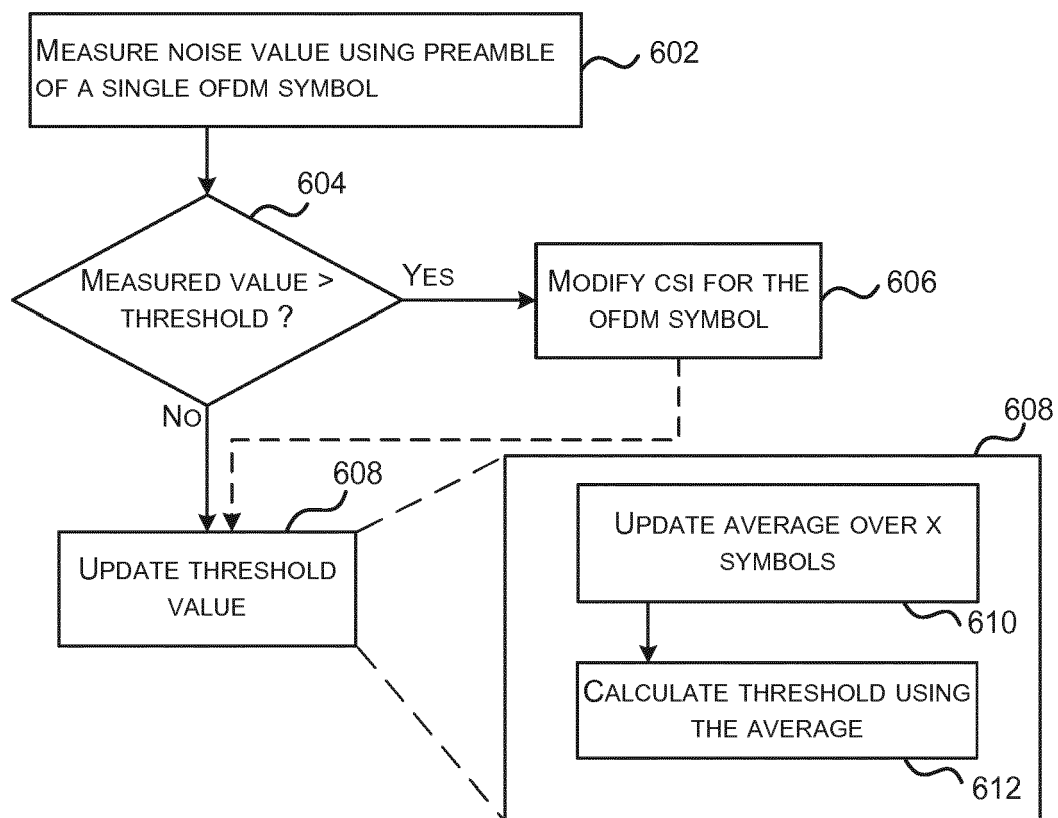 MEASURE NOISE VALUE USING PREAMBLE
OF A SINGLE OFDM SYMBOL
602
604
MEASURED VALUE >
THRESHOLD ?
YES
MODIFY CSI FOR THE
OFDM SYMBOL
606
NO
608
UPDATE THRESHOLD
VALUE
608
UPDATE AVERAGE OVER X
SYMBOLS
610
CALCULATE THRESHOLD USING
THE AVERAGE
612